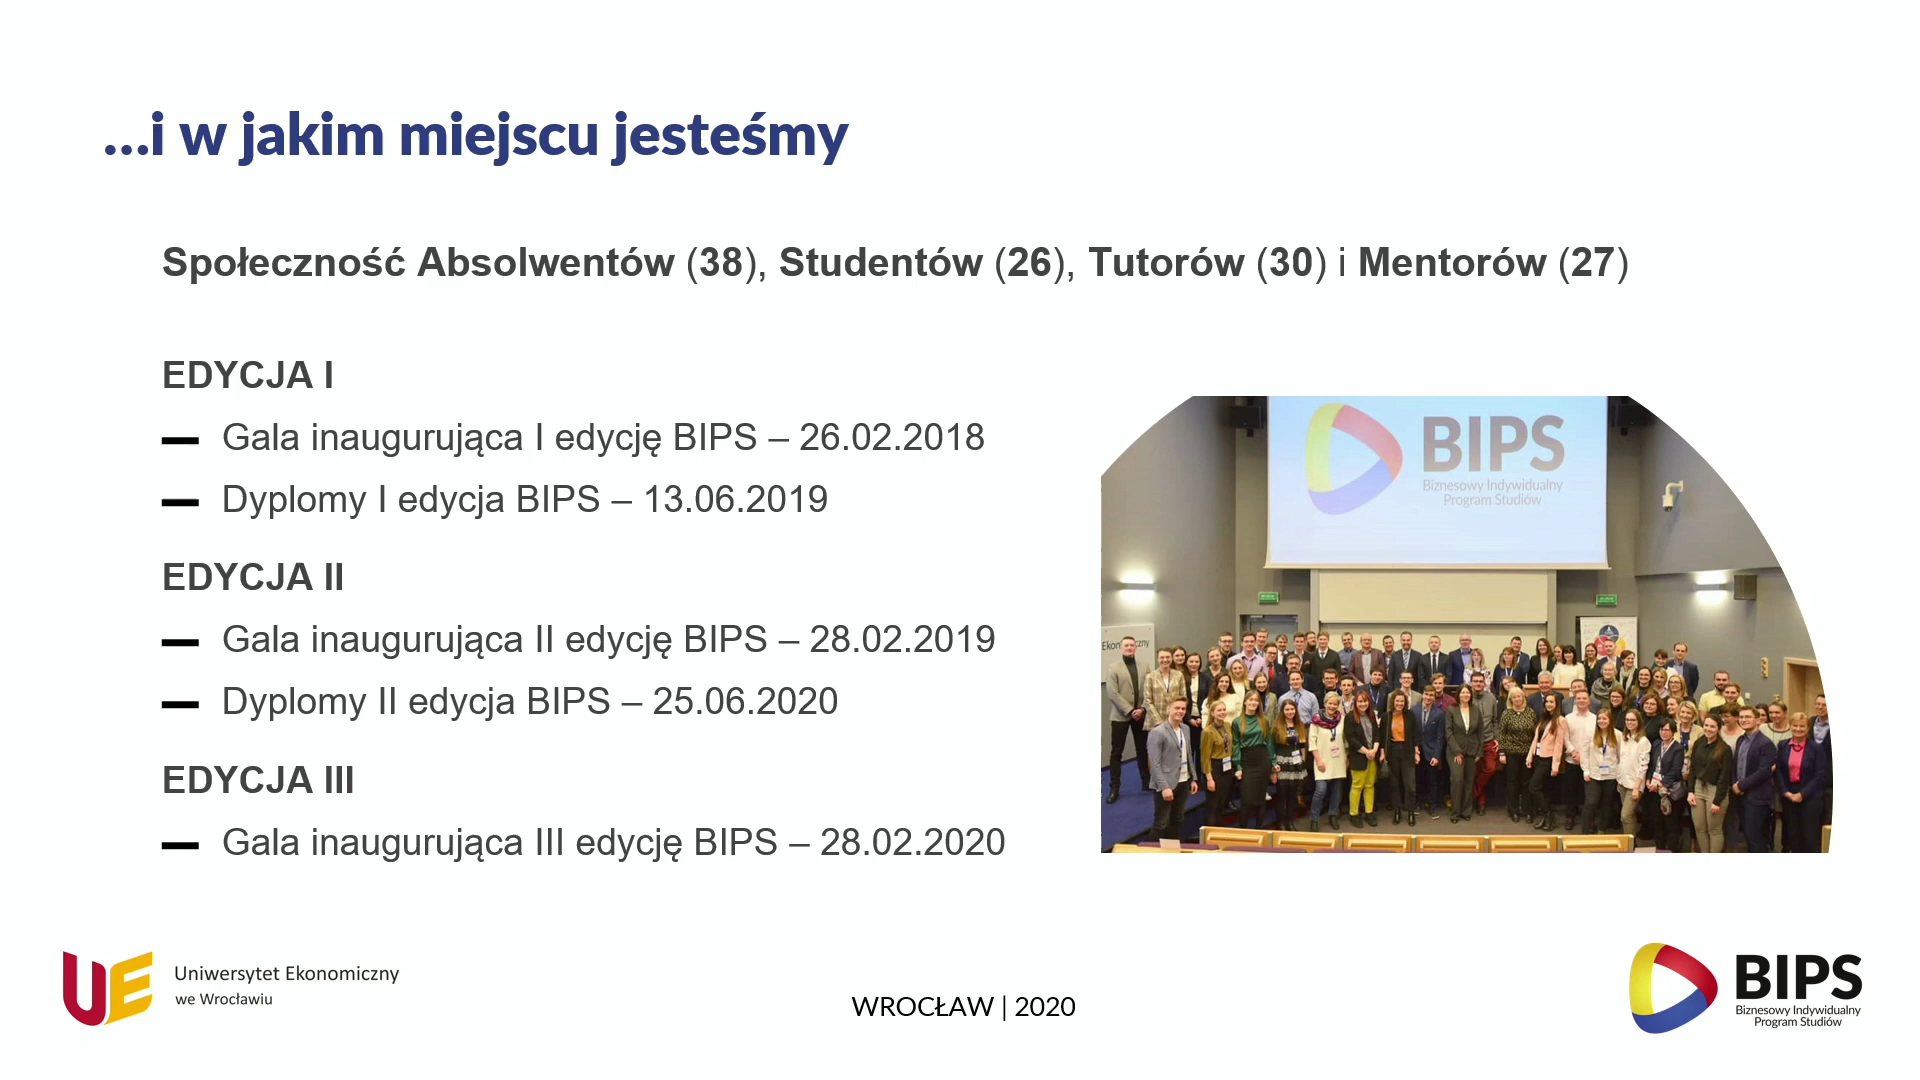 ...i w jakim miejscu jesteśmy
Społeczność Absolwentów (38), Studentów (26), Tutorów (30) i Mentorów (27)
EDYCJA I
Gala inaugurująca I edycję BIPS – 26.02.2018
Dyplomy I edycja BIPS – 13.06.2019
EDYCJA II
Gala inaugurująca II edycję BIPS – 28.02.2019
Dyplomy II edycja BIPS – 25.06.2020
EDYCJA III
Gala inaugurująca III edycję BIPS – 28.02.2020
BIPS
Biznesowy Indywidualny
Program Studiów
UE
Uniwersytet Ekonomiczny
we Wrocławiu
WROCŁAW | 2020
BIPS
Biznesowy Indywidualny
Program Studiów